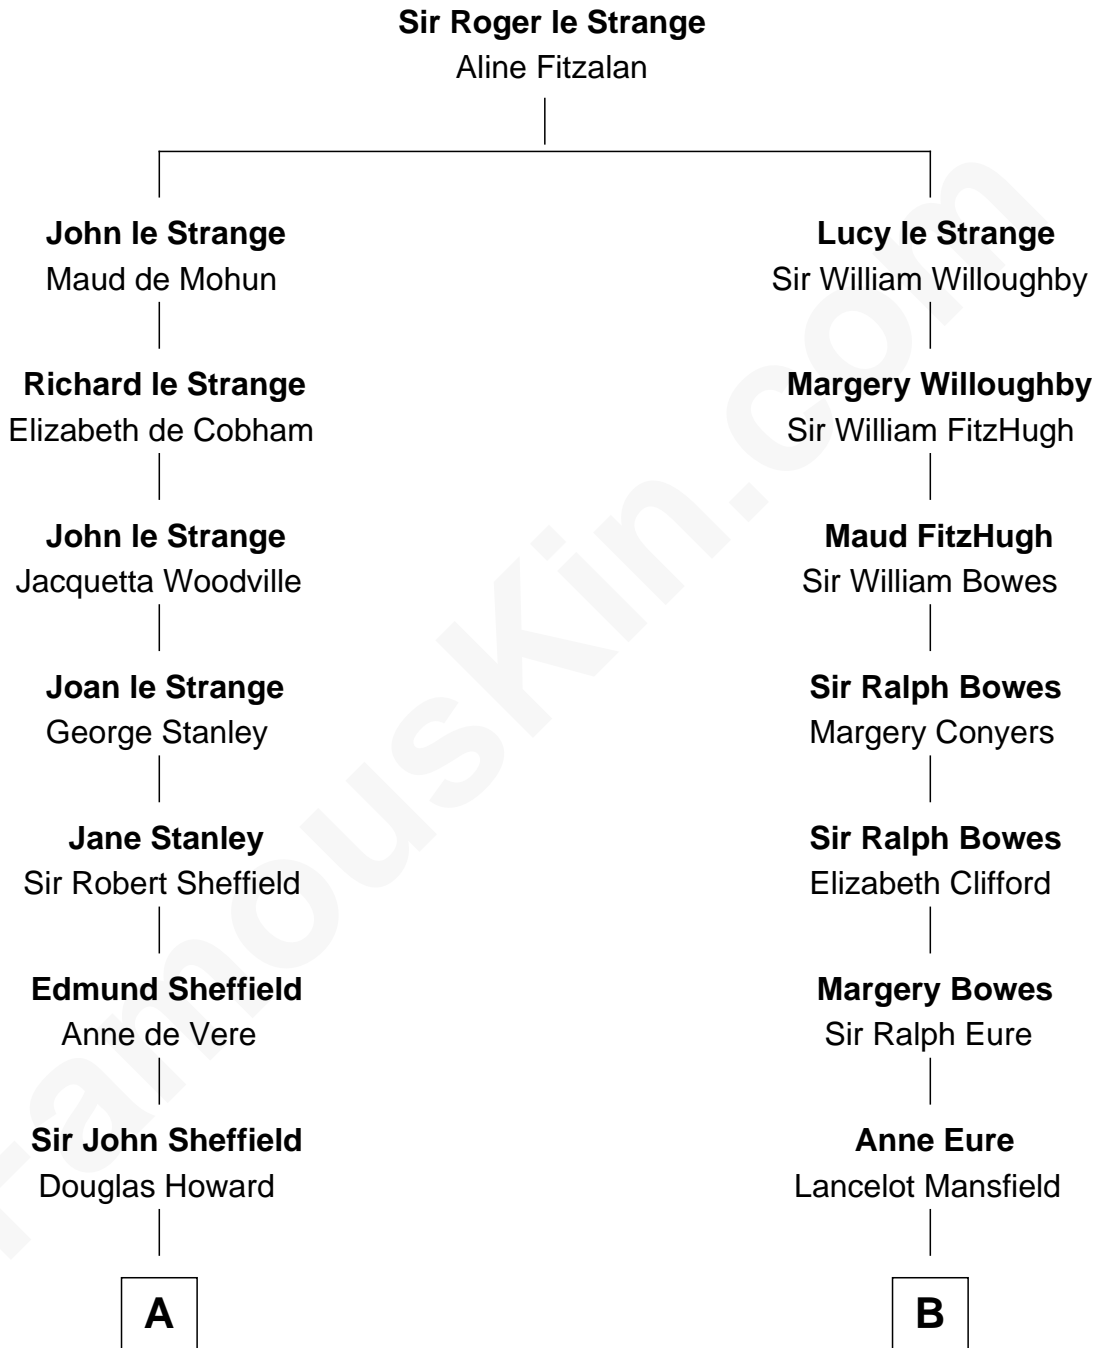 Sir Roger le Strange
Aline Fitzalan
John le Strange
Maud de Mohun
Lucy le Strange
Sir William Willoughby
Richard le Strange
Elizabeth de Cobham
Margery Willoughby
Sir William FitzHugh
John le Strange
Jacquetta Woodville
Maud FitzHugh
Sir William Bowes
Joan le Strange
George Stanley
Sir Ralph Bowes
Margery Conyers
Jane Stanley
Sir Robert Sheffield
Sir Ralph Bowes
Elizabeth Clifford
Edmund Sheffield
Anne de Vere
Margery Bowes
Sir Ralph Eure
Sir John Sheffield
Douglas Howard
Anne Eure
Lancelot Mansfield
A
B
FamousKin.com